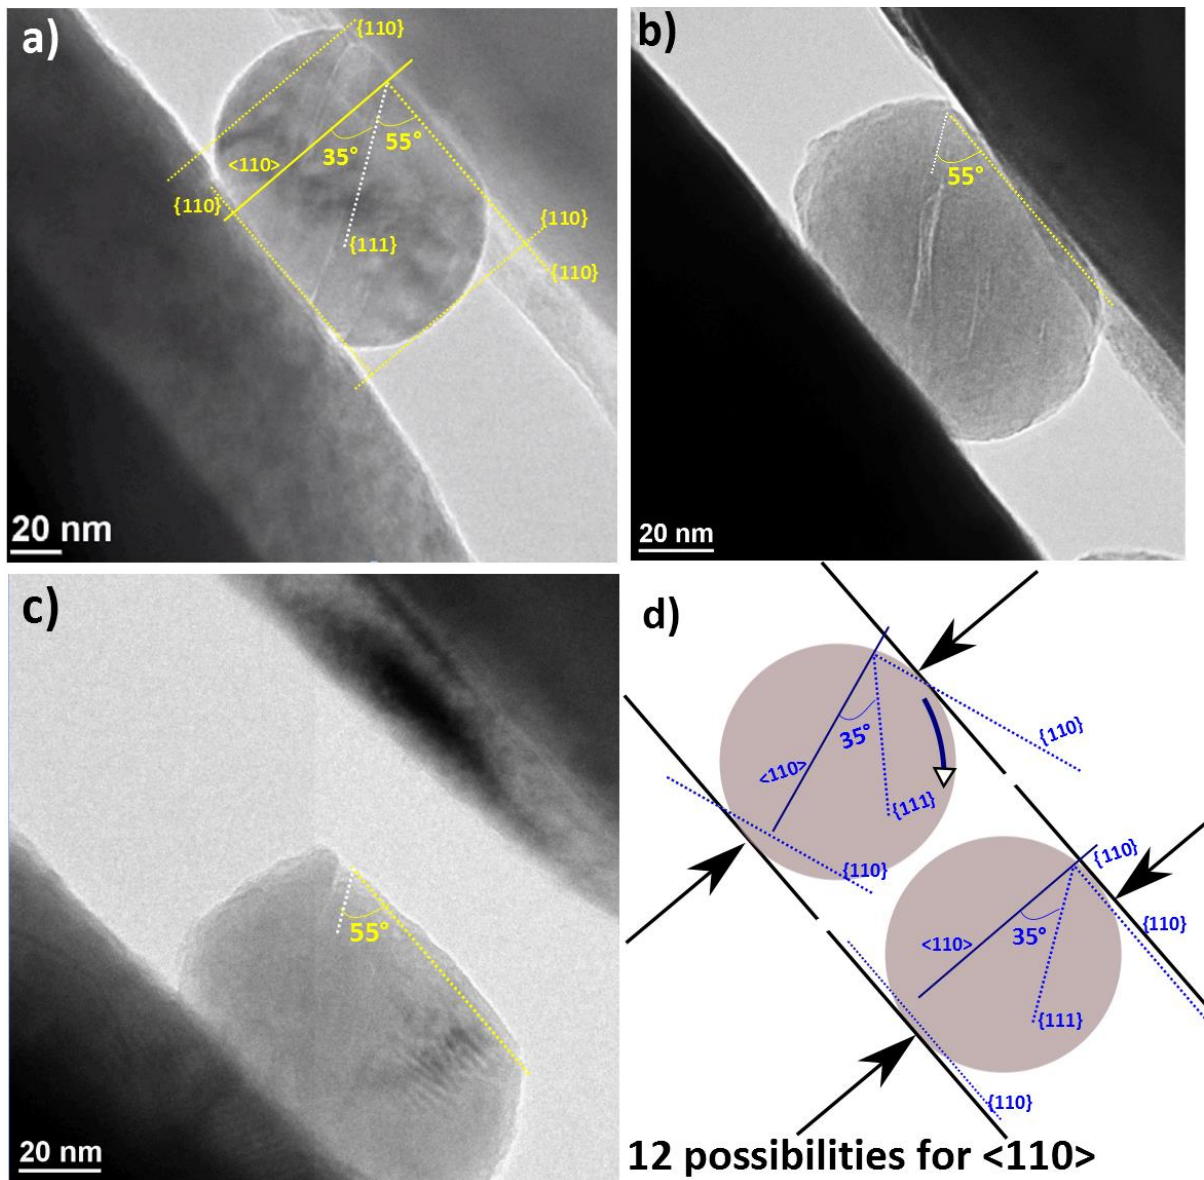 a)
{110}
<110>
35°
55°
{110}
{111}
{110}
{110}
20 nm
b)
55°
20 nm
c)
55°
20 nm
d)
35°
<110>
{111}
{110}
{110}
{110}
<110>
35°
{110}
{111}
{110}
12 possibilities for <110>